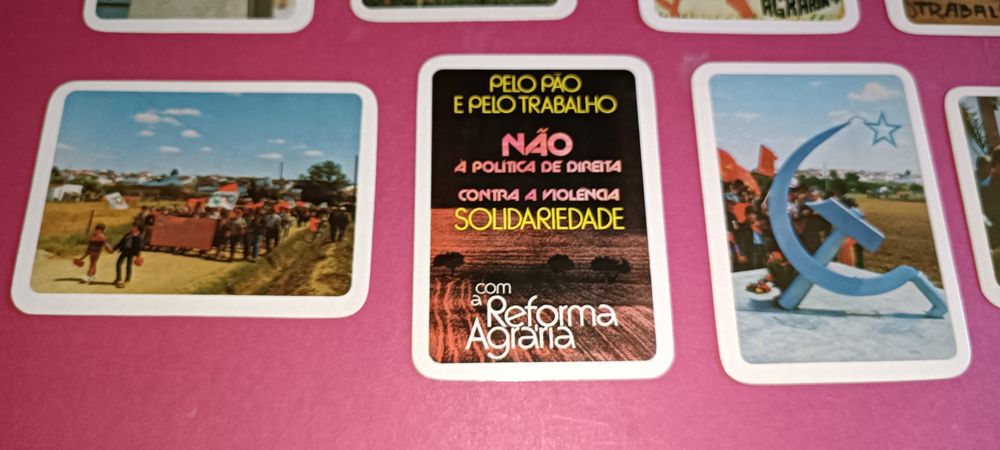 AGRÁRIA
TRABAL
PELO PÃO
E PELO TRABALHO
NÃO
À POLÍTICA DE DIREITA
CONTRA A VIOLÊNCIA
SOLIDARIEDADE
com
a Reforma
Agrária